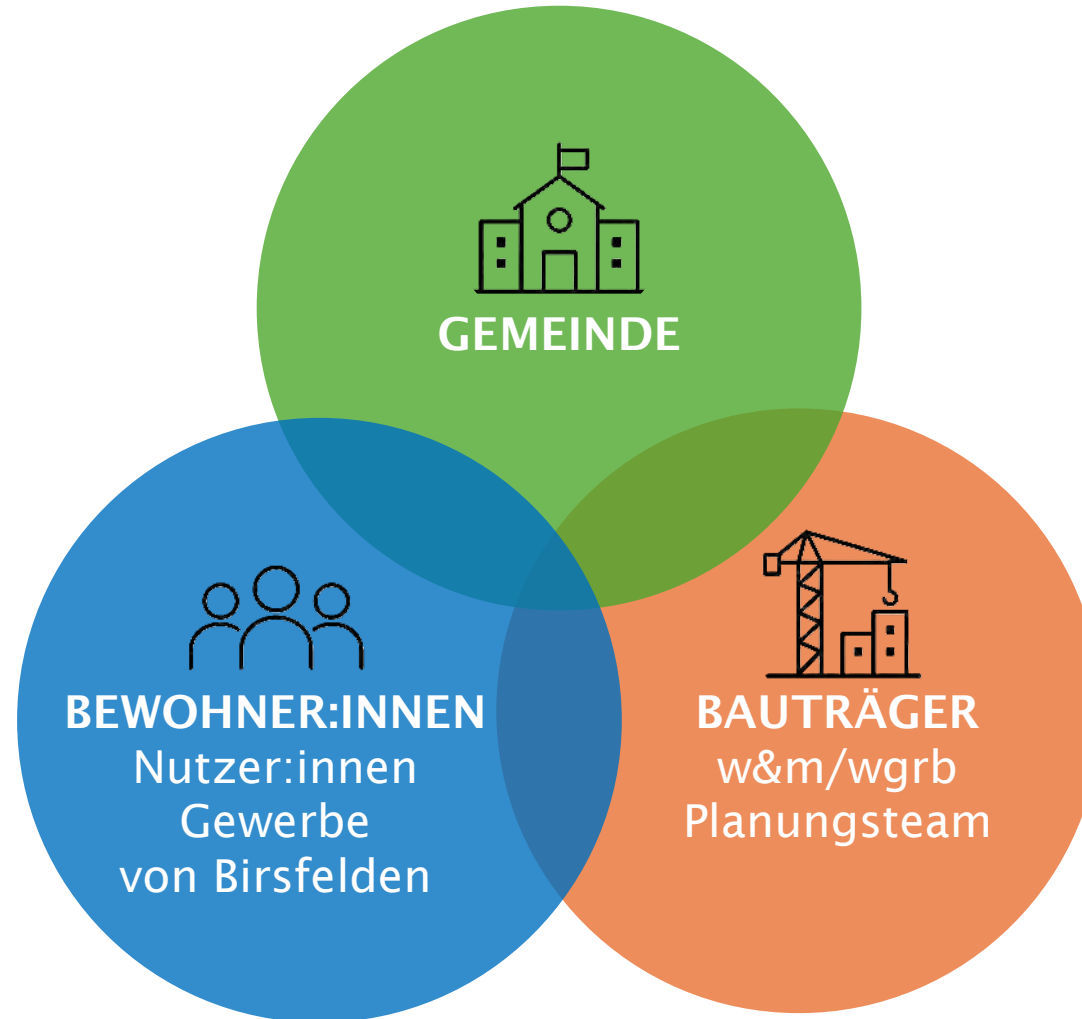 GEMEINDE
BEWOHNER:INNEN
Nutzer:innen
Gewerbe
von Birsfelden
BAUTRÄGER
w&m/wgrb
Planungsteam